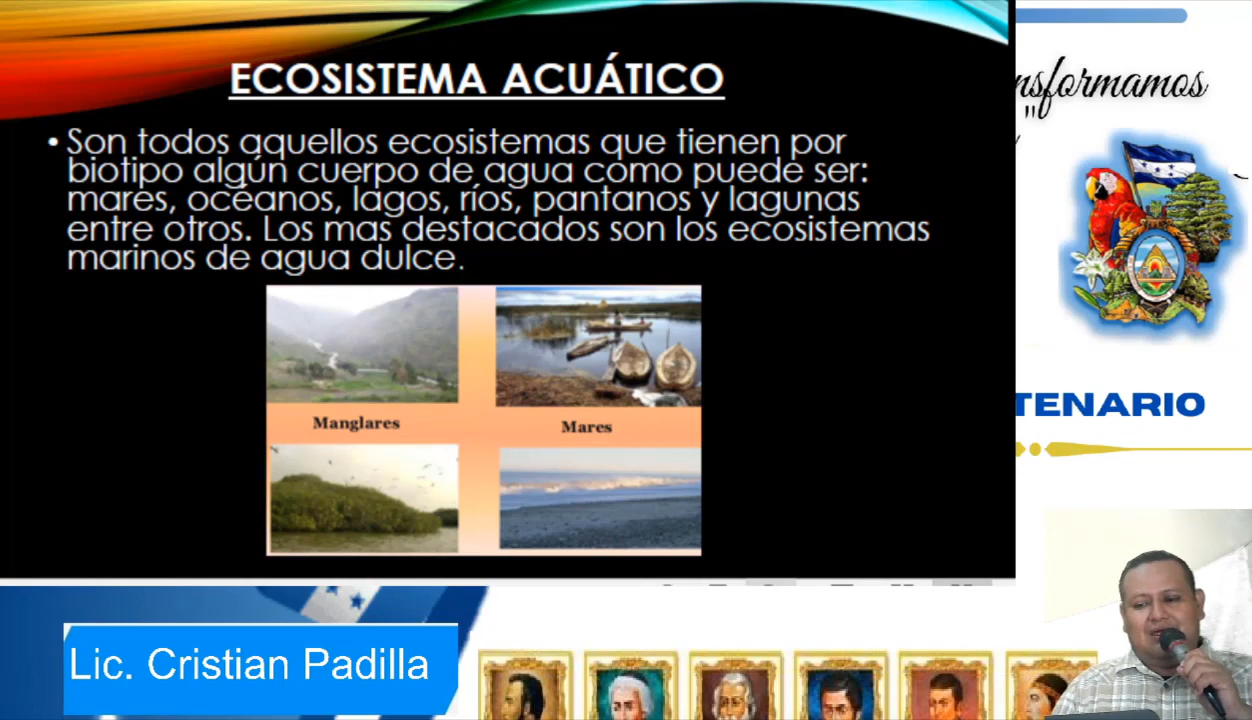 ECOSISTEMA ACUÁTICO
• Son todos aquellos ecosistemas que tienen por
biotipo algún cuerpo de agua como puede ser:
mares, océanos, lagos, ríos, pantanos y lagunas
entre otros. Los mas destacados son los ecosistemas
marinos de agua dulce.
Manglares
Mares
nsformamos
"
TENARIO
Lic. Cristian Padilla